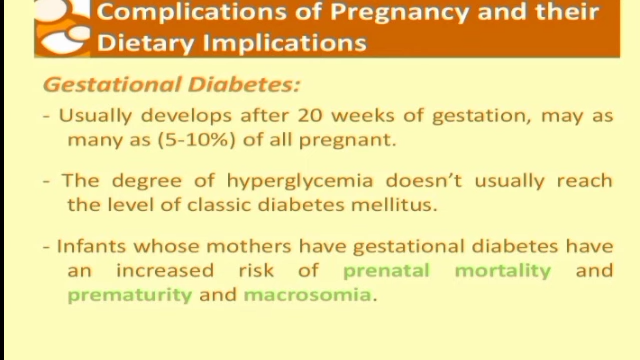 Complications of Pregnancy and their
Dietary Implications
Gestational Diabetes:
- Usually develops after 20 weeks of gestation, may as
many as (5-10%) of all pregnant.
- The degree of hyperglycemia doesn't usually reach
the level of classic diabetes mellitus.
- Infants whose mothers have gestational diabetes have
an increased risk of prenatal mortality and
prematurity and macrosomia.